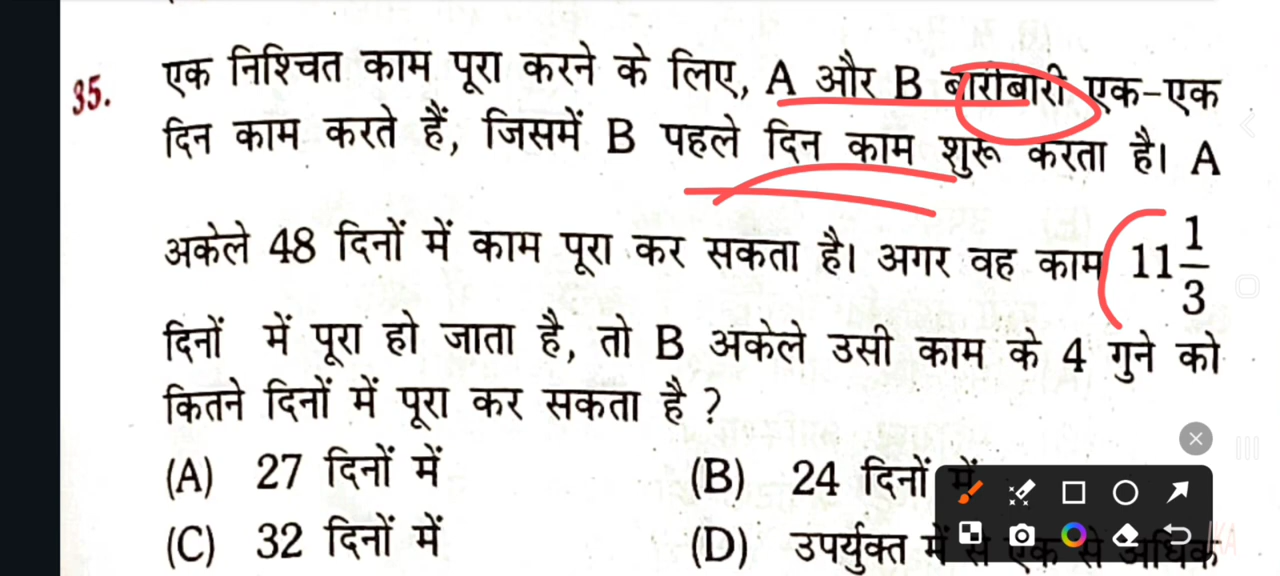 35. एक निश्चित काम पूरा करने के लिए, A और B बारीबारी एक-एक
दिन काम करते हैं, जिसमें B पहले दिन काम शुरू करता है। A
अकेले 48 दिनों में काम पूरा कर सकता है। अगर वह काम 11 1/3
दिनों में पूरा हो जाता है, तो B अकेले उसी काम के 4 गुने को
कितने दिनों में पूरा कर सकता है ?
(A) 27 दिनों में (B) 24 दिनों में
(C) 32 दिनों में (D) उपर्युक्त में से एक से अधिक